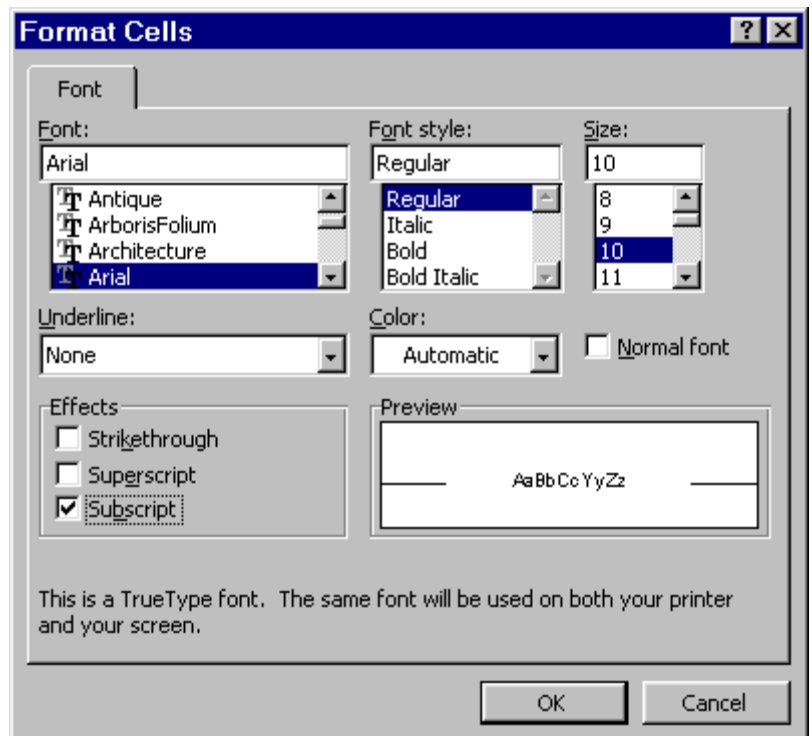 Format Cells
Font
Font:
Font style:
Size:
Arial
Regular
10
Antique
ArborisFolium
Architecture
Arial
Regular
Italic
Bold
Bold Italic
8
9
10
11
Underline:
Color:
None
Automatic
Normal font
Effects
Strikethrough
Superscript
Subscript
Preview
AaBbCcYyZz
This is a TrueType font.  The same font will be used on both your printer
and your screen.
OK
Cancel